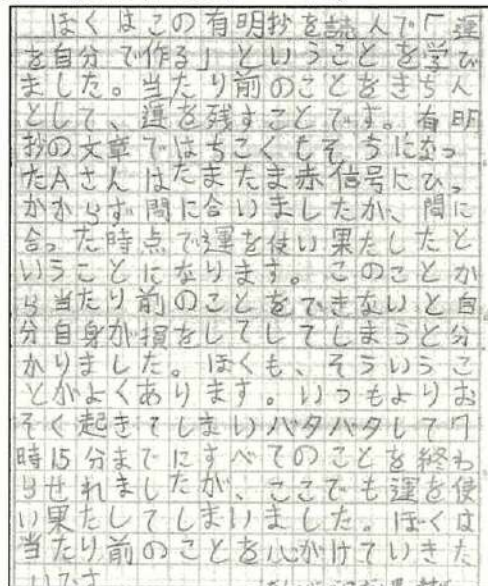 ぼくはこの有明抄を読んで「運
を自分で作る」ということを学び
ました。当たり前のことをきちん
として、運を残すことです。有明
抄の文章ではちこくしそうになっ
たAさんはたまたま赤信号にひっ
かからず間に合いましたが、間に
合った時点で運を使い果たしたと
いうことになります。このことか
ら当たり前のことをできないと自
分自身が損をしてしてしまうと分
かりました。ぼくも、そういうこ
とがよくあります。いつもよりお
そく起きてしまいバタバタして7
時15分までにすべてのことを終わ
らせれましたが、ここでも運を使
い果たしてしまいました。ぼくは
当たり前のことを心がけていきた
いです